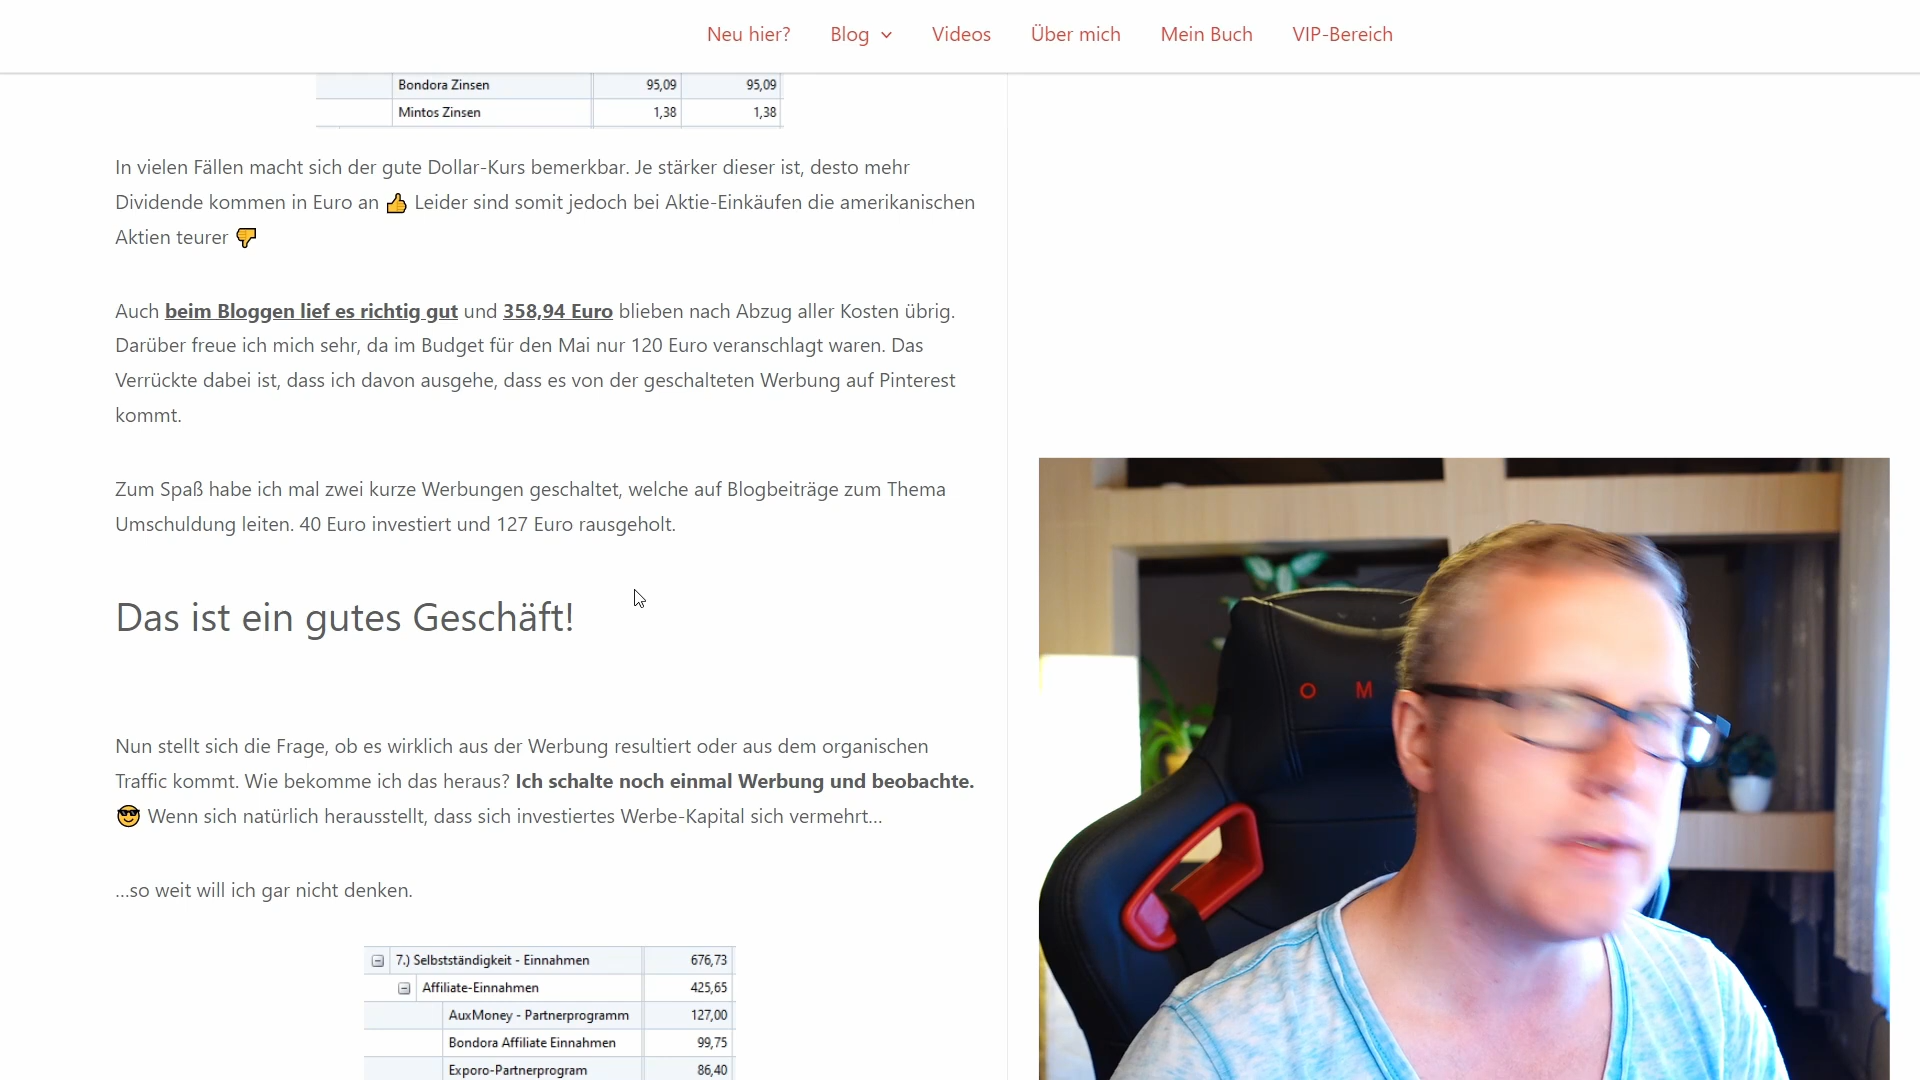 Neu hier? Blog Videos Über mich Mein Buch VIP-Bereich
Bondora Zinsen 95,09 95,09
Mintos Zinsen 1,38 1,38
In vielen Fällen macht sich der gute Dollar-Kurs bemerkbar. Je stärker dieser ist, desto mehr
Dividende kommen in Euro an 👍 Leider sind somit jedoch bei Aktie-Einkäufen die amerikanischen
Aktien teurer 👎
Auch beim Bloggen lief es richtig gut und 358,94 Euro blieben nach Abzug aller Kosten übrig.
Darüber freue ich mich sehr, da im Budget für den Mai nur 120 Euro veranschlagt waren. Das
Verrückte dabei ist, dass ich davon ausgehe, dass es von der geschalteten Werbung auf Pinterest
kommt.
Zum Spaß habe ich mal zwei kurze Werbungen geschaltet, welche auf Blogbeiträge zum Thema
Umschuldung leiten. 40 Euro investiert und 127 Euro rausgeholt.
Das ist ein gutes Geschäft!
Nun stellt sich die Frage, ob es wirklich aus der Werbung resultiert oder aus dem organischen
Traffic kommt. Wie bekomme ich das heraus? Ich schalte noch einmal Werbung und beobachte.
😎 Wenn sich natürlich herausstellt, dass sich investiertes Werbe-Kapital sich vermehrt…
…so weit will ich gar nicht denken.
7.) Selbstständigkeit - Einnahmen 676,73
Affiliate-Einnahmen 425,65
AuxMoney - Partnerprogramm 127,00
Bondora Affiliate Einnahmen 99,75
Exporo-Partnerprogram 86,40
O M